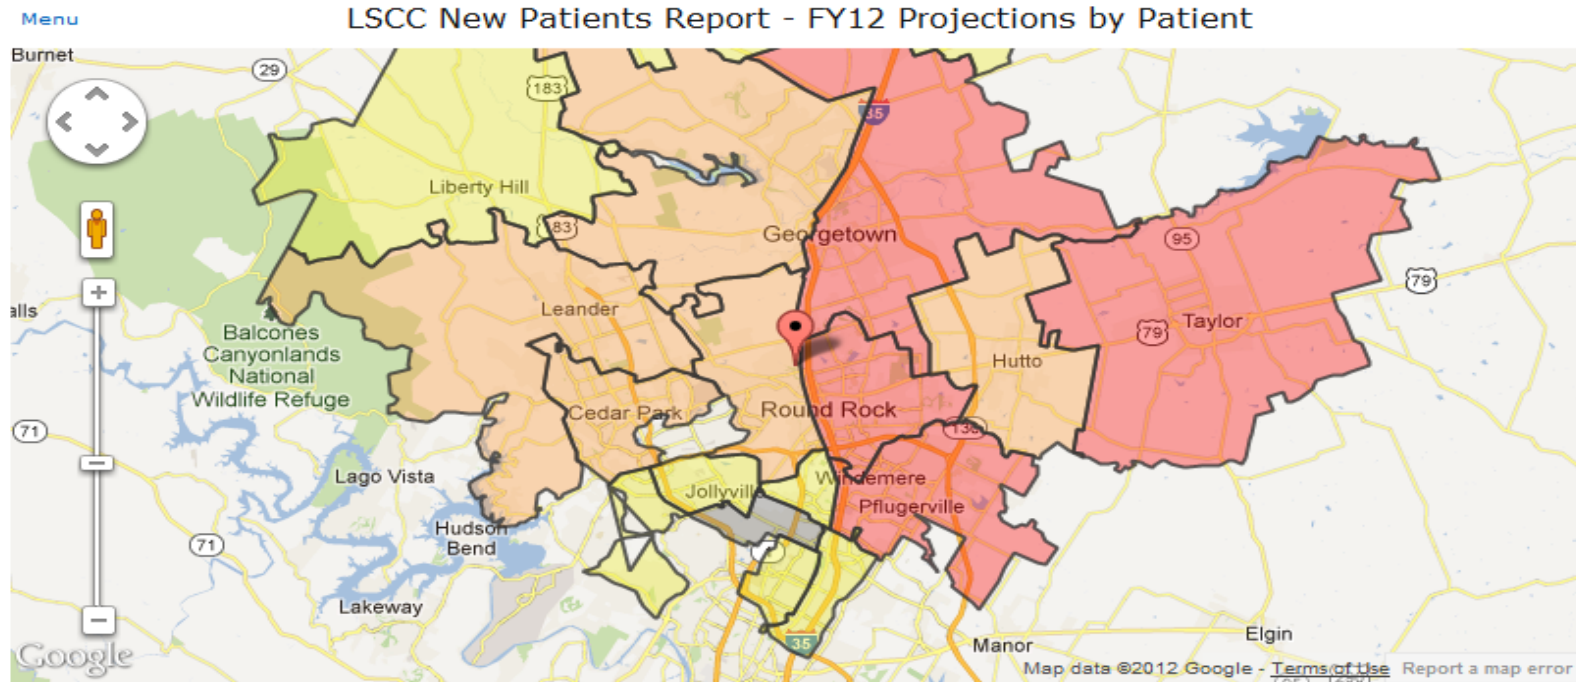 Menu
LSCC New Patients Report - FY12 Projections by Patient
Burnet
29
183
35
Liberty Hill
83
Georgetown
95
79
alls
Leander
Balcones
Canyonlands
National
Wildlife Refuge
79
Taylor
Hutto
Cedar Park
Round Rock
71
130
Lago Vista
Jollyville
Windemere
Pflugerville
Hudson
Bend
71
Lakeway
35
Manor
Elgin
Google
Map data ©2012 Google - Terms of Use Report a map error